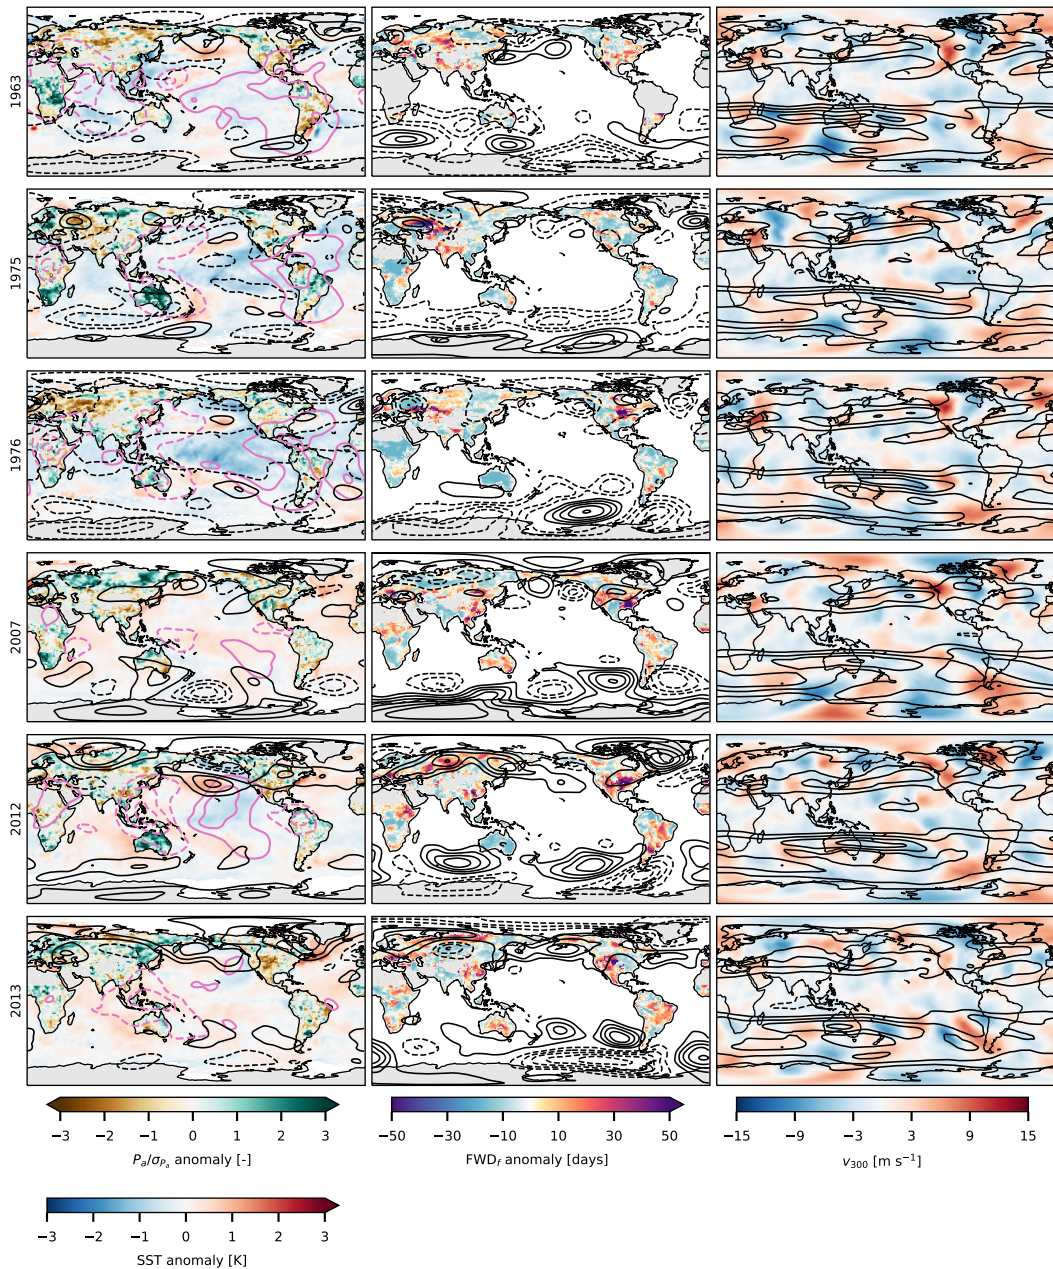 1963
1975
1976
2007
2012
2013
−3 −2 −1 0 1 2 3
P_a/σ_{P_a} anomaly [-]
−50 −30 −10 10 30 50
FWD_f anomaly [days]
−15 −9 −3 3 9 15
v_{300} [m s^{−1}]
−3 −2 −1 0 1 2 3
SST anomaly [K]